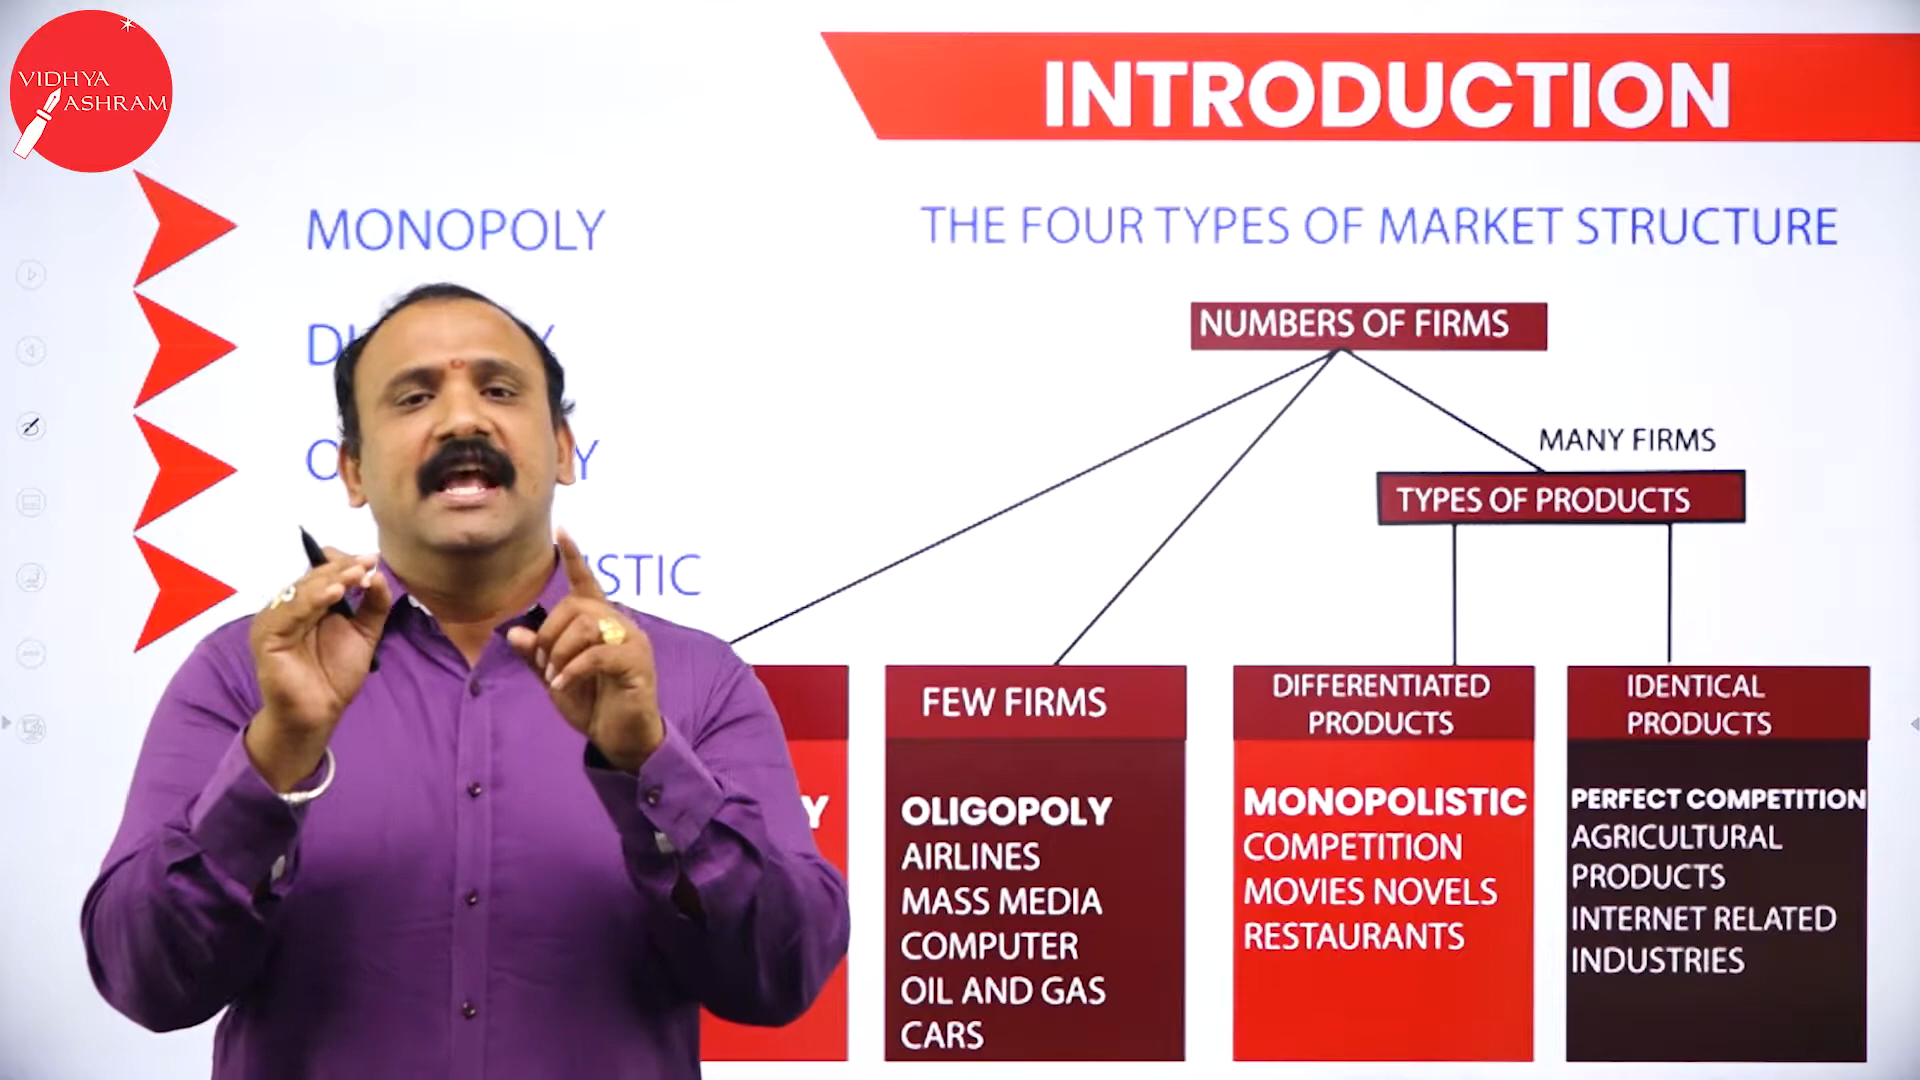 VIDHYA
ASHRAM
INTRODUCTION
MONOPOLY
THE FOUR TYPES OF MARKET STRUCTURE
NUMBERS OF FIRMS
MANY FIRMS
TYPES OF PRODUCTS
FEW FIRMS
OLIGOPOLY
AIRLINES
MASS MEDIA
COMPUTER
OIL AND GAS
CARS
DIFFERENTIATED
PRODUCTS
MONOPOLISTIC
COMPETITION
MOVIES NOVELS
RESTAURANTS
IDENTICAL
PRODUCTS
PERFECT COMPETITION
AGRICULTURAL
PRODUCTS
INTERNET RELATED
INDUSTRIES